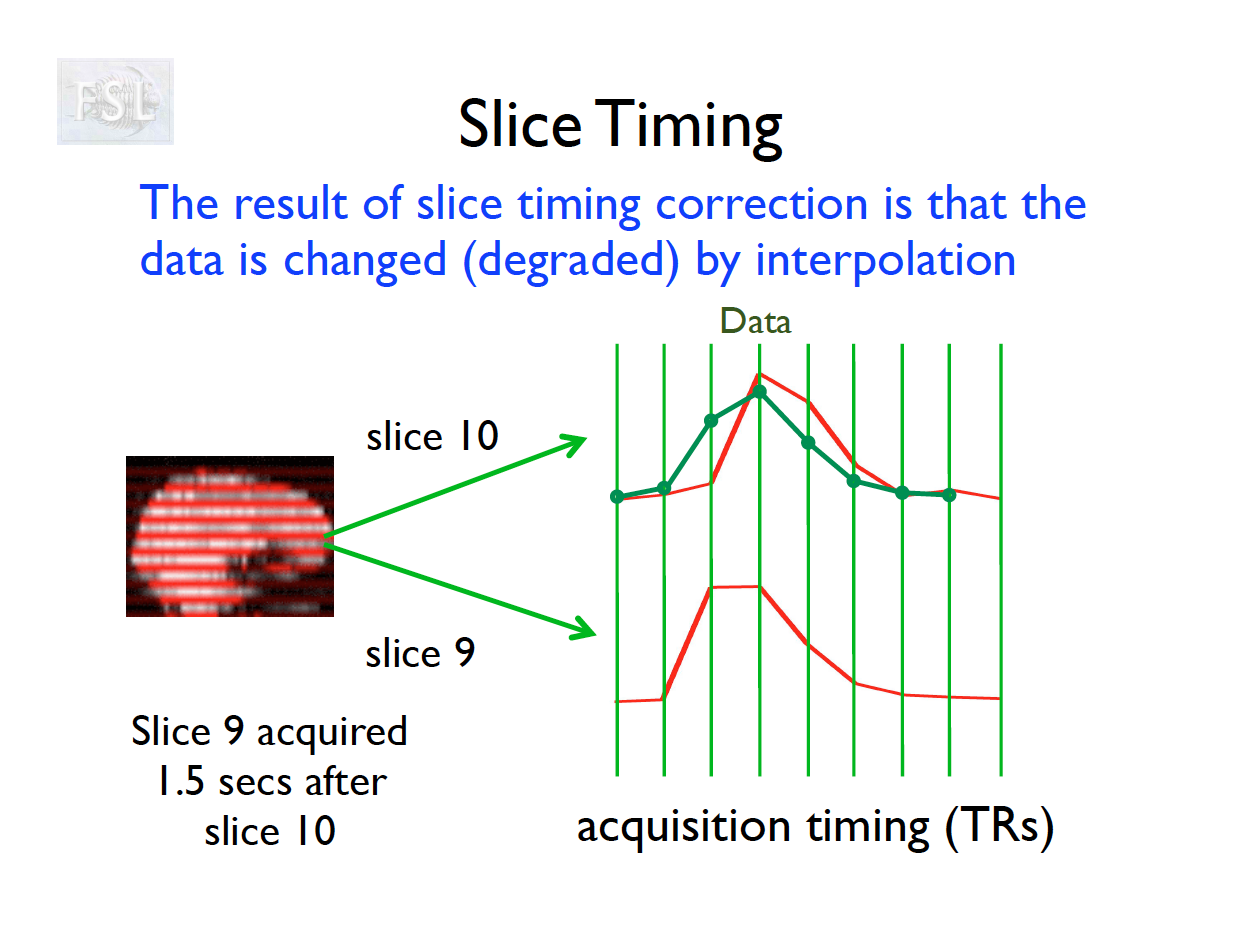 FSL
Slice Timing
The result of slice timing correction is that the
data is changed (degraded) by interpolation
Data
slice 10
slice 9
Slice 9 acquired
1.5 secs after
slice 10
acquisition timing (TRs)